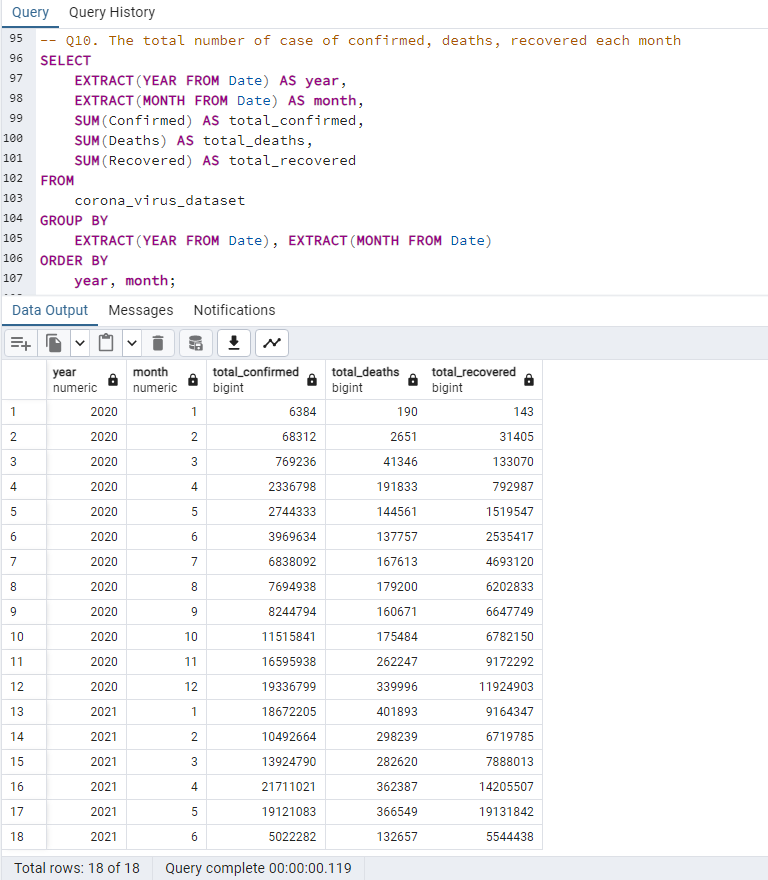 Query Query History
95 -- Q10. The total number of case of confirmed, deaths, recovered each month
96 SELECT
97 EXTRACT(YEAR FROM Date) AS year,
98 EXTRACT(MONTH FROM Date) AS month,
99 SUM(Confirmed) AS total_confirmed,
100 SUM(Deaths) AS total_deaths,
101 SUM(Recovered) AS total_recovered
102 FROM
103 corona_virus_dataset
104 GROUP BY
105 EXTRACT(YEAR FROM Date), EXTRACT(MONTH FROM Date)
106 ORDER BY
107 year, month;
Data Output Messages Notifications
year month total_confirmed total_deaths total_recovered
numeric numeric bigint bigint bigint
1 2020 1 6384 190 143
2 2020 2 68312 2651 31405
3 2020 3 769236 41346 133070
4 2020 4 2336798 191833 792987
5 2020 5 2744333 144561 1519547
6 2020 6 3969634 137757 2535417
7 2020 7 6838092 167613 4693120
8 2020 8 7694938 179200 6202833
9 2020 9 8244794 160671 6647749
10 2020 10 11515841 175484 6782150
11 2020 11 16595938 262247 9172292
12 2020 12 19336799 339996 11924903
13 2021 1 18672205 401893 9164347
14 2021 2 10492664 298239 6719785
15 2021 3 13924790 282620 7888013
16 2021 4 21711021 362387 14205507
17 2021 5 19121083 366549 19131842
18 2021 6 5022282 132657 5544438
Total rows: 18 of 18 Query complete 00:00:00.119